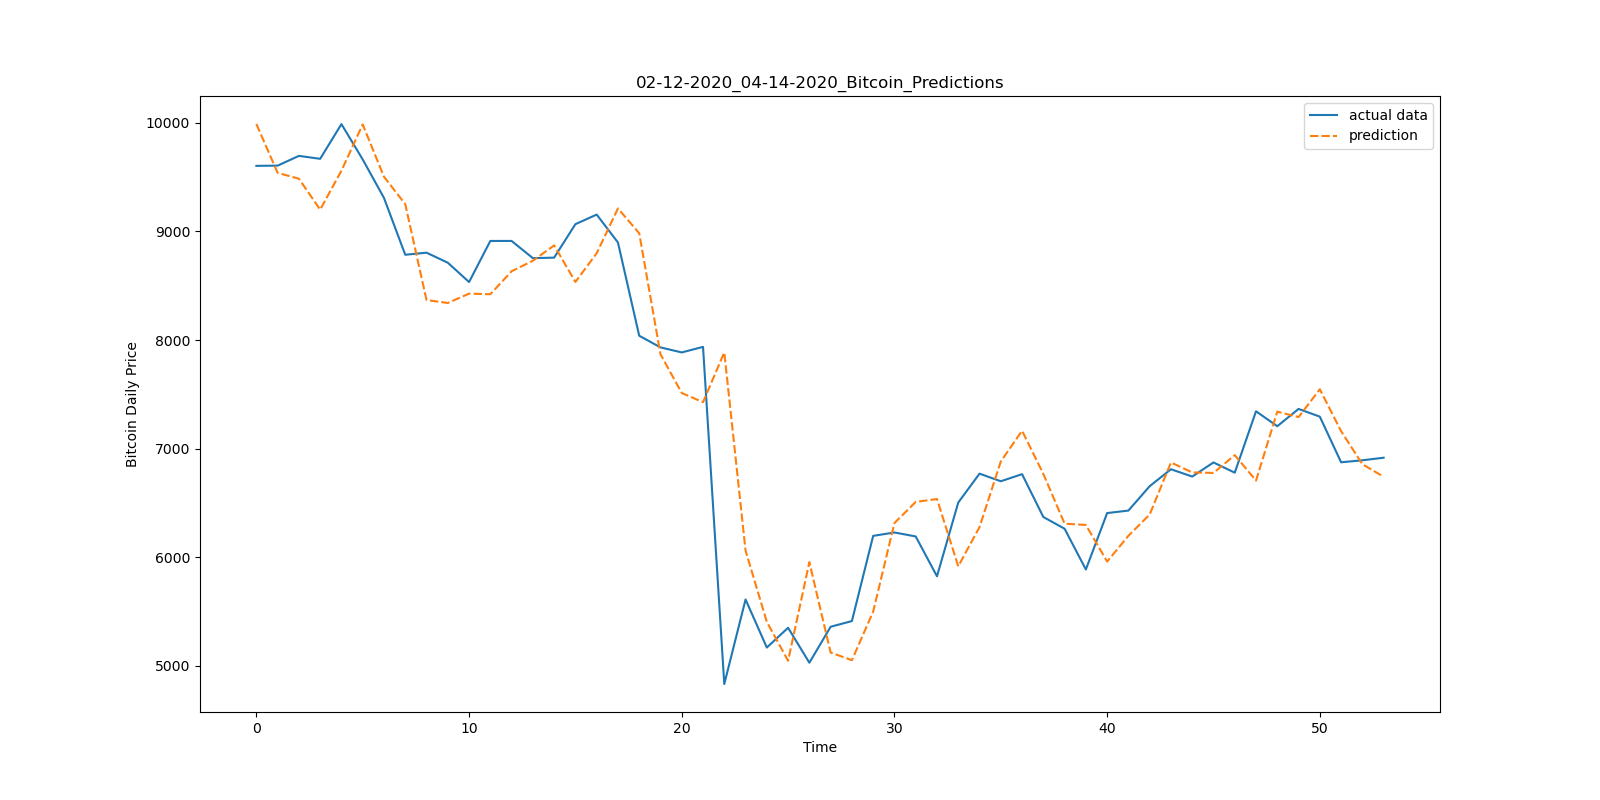 02-12-2020_04-14-2020_Bitcoin_Predictions
actual data
prediction
10000
9000
8000
7000
6000
5000
Bitcoin Daily Price
0
10
20
30
40
50
Time